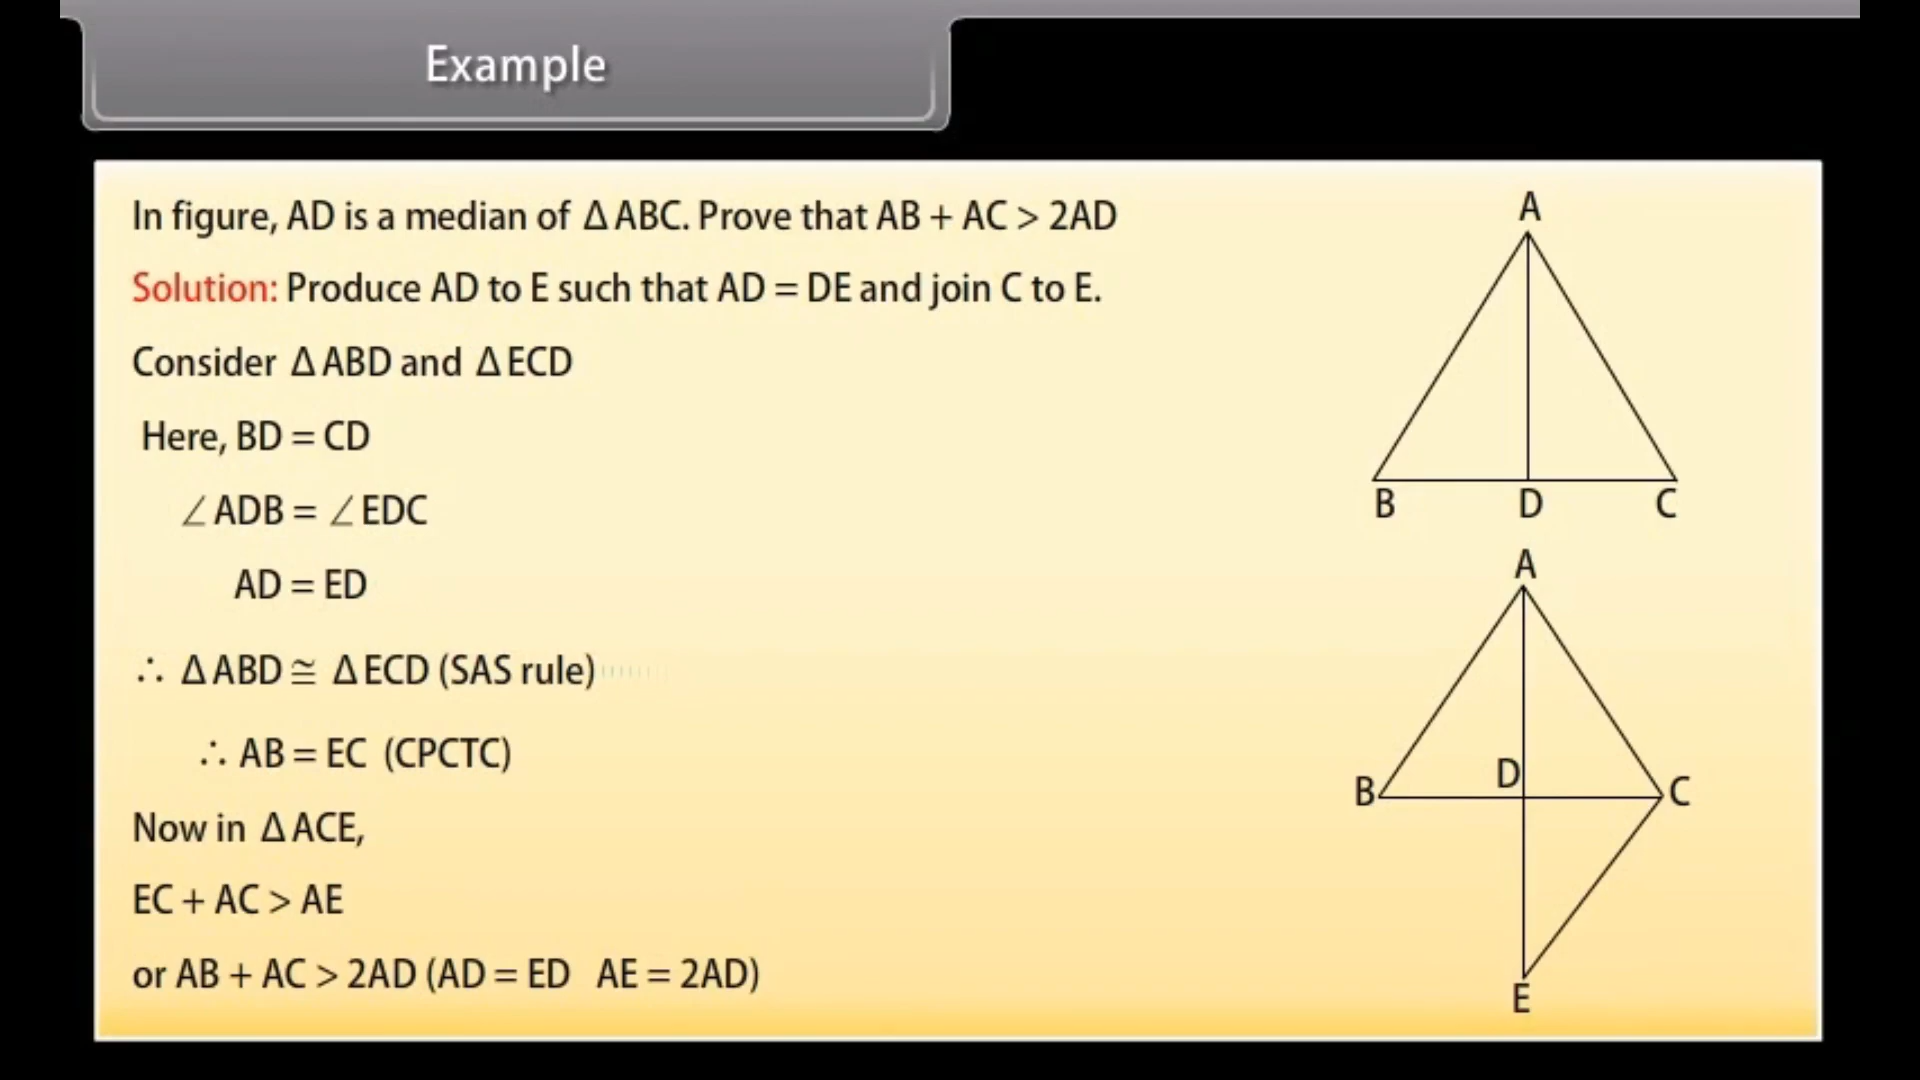 Example
In figure, AD is a median of Δ ABC. Prove that AB + AC > 2AD
Solution: Produce AD to E such that AD = DE and join C to E.
Consider Δ ABD and Δ ECD
Here, BD = CD
∠ ADB = ∠ EDC
AD = ED
∴ Δ ABD ≅ Δ ECD (SAS rule)
∴ AB = EC (CPCTC)
Now in Δ ACE,
EC + AC > AE
or AB + AC > 2AD (AD = ED AE = 2AD)
A
B D C
A
B D C
E